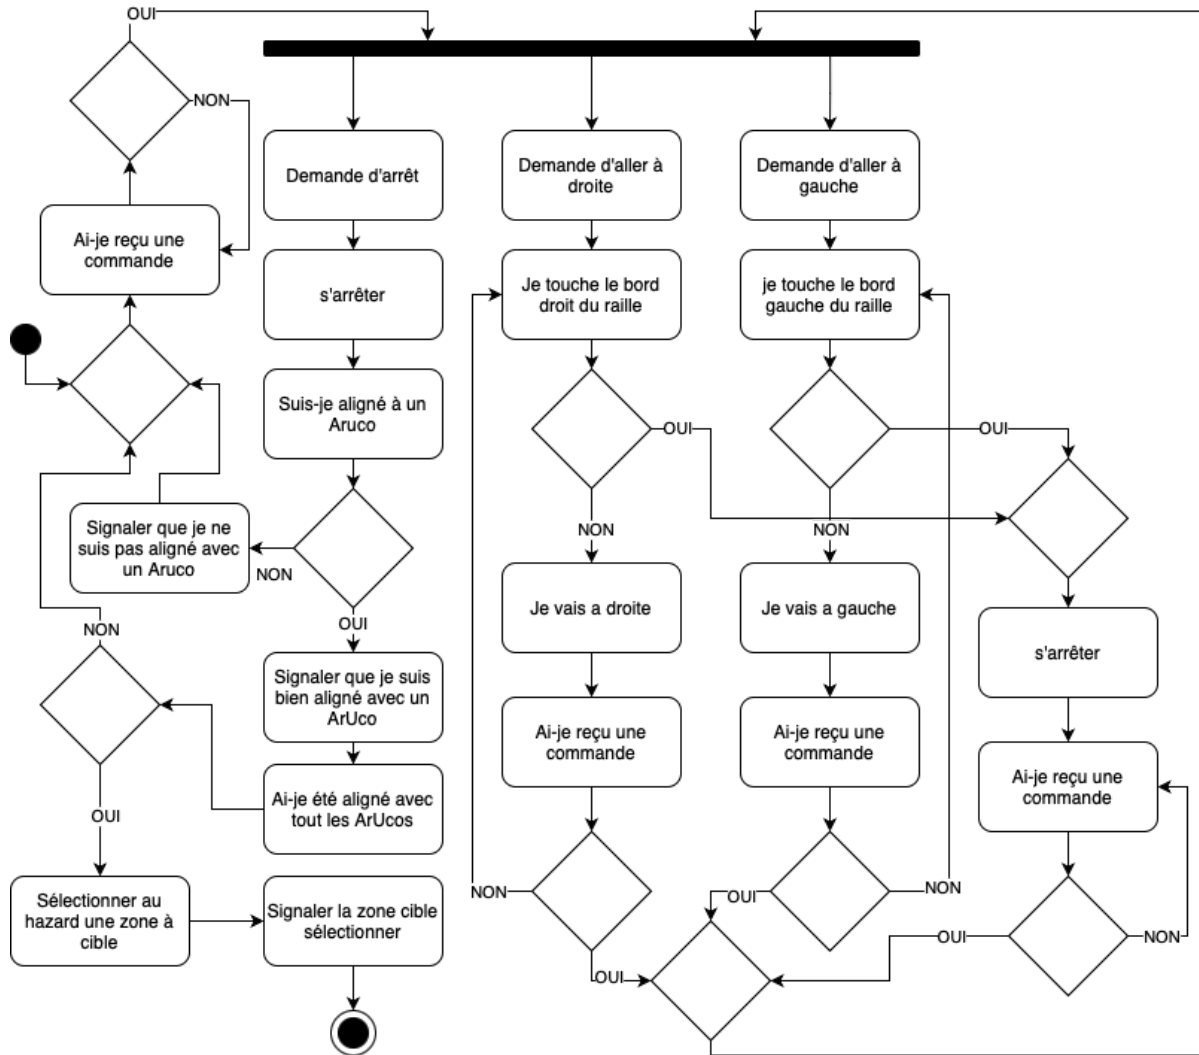 OUI
NON
Ai-je reçu une
commande
Demande d'arrêt
s'arrêter
Suis-je aligné à un
Aruco
NON
OUI
Signaler que je ne
suis pas aligné avec
un Aruco
Signaler que je suis
bien aligné avec un
ArUco
Ai-je été aligné avec
tout les ArUcos
NON
OUI
Sélectionner au
hazard une zone à
cible
Signaler la zone cible
sélectionner
Demande d'aller à
droite
Je touche le bord
droit du raille
OUI
NON
Je vais a droite
Ai-je reçu une
commande
NON
OUI
Demande d'aller à
gauche
je touche le bord
gauche du raille
OUI
NON
Je vais a gauche
Ai-je reçu une
commande
OUI
NON
s'arrêter
Ai-je reçu une
commande
OUI
NON